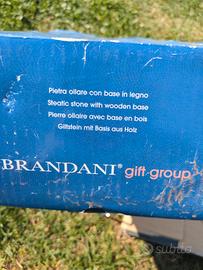 Pietra ollare con base in legno
Steatic stone with wooden base
Pierre ollaire avec base en bois
Giltstein mit Basis aus Holz
BRANDANI® gift group
subito